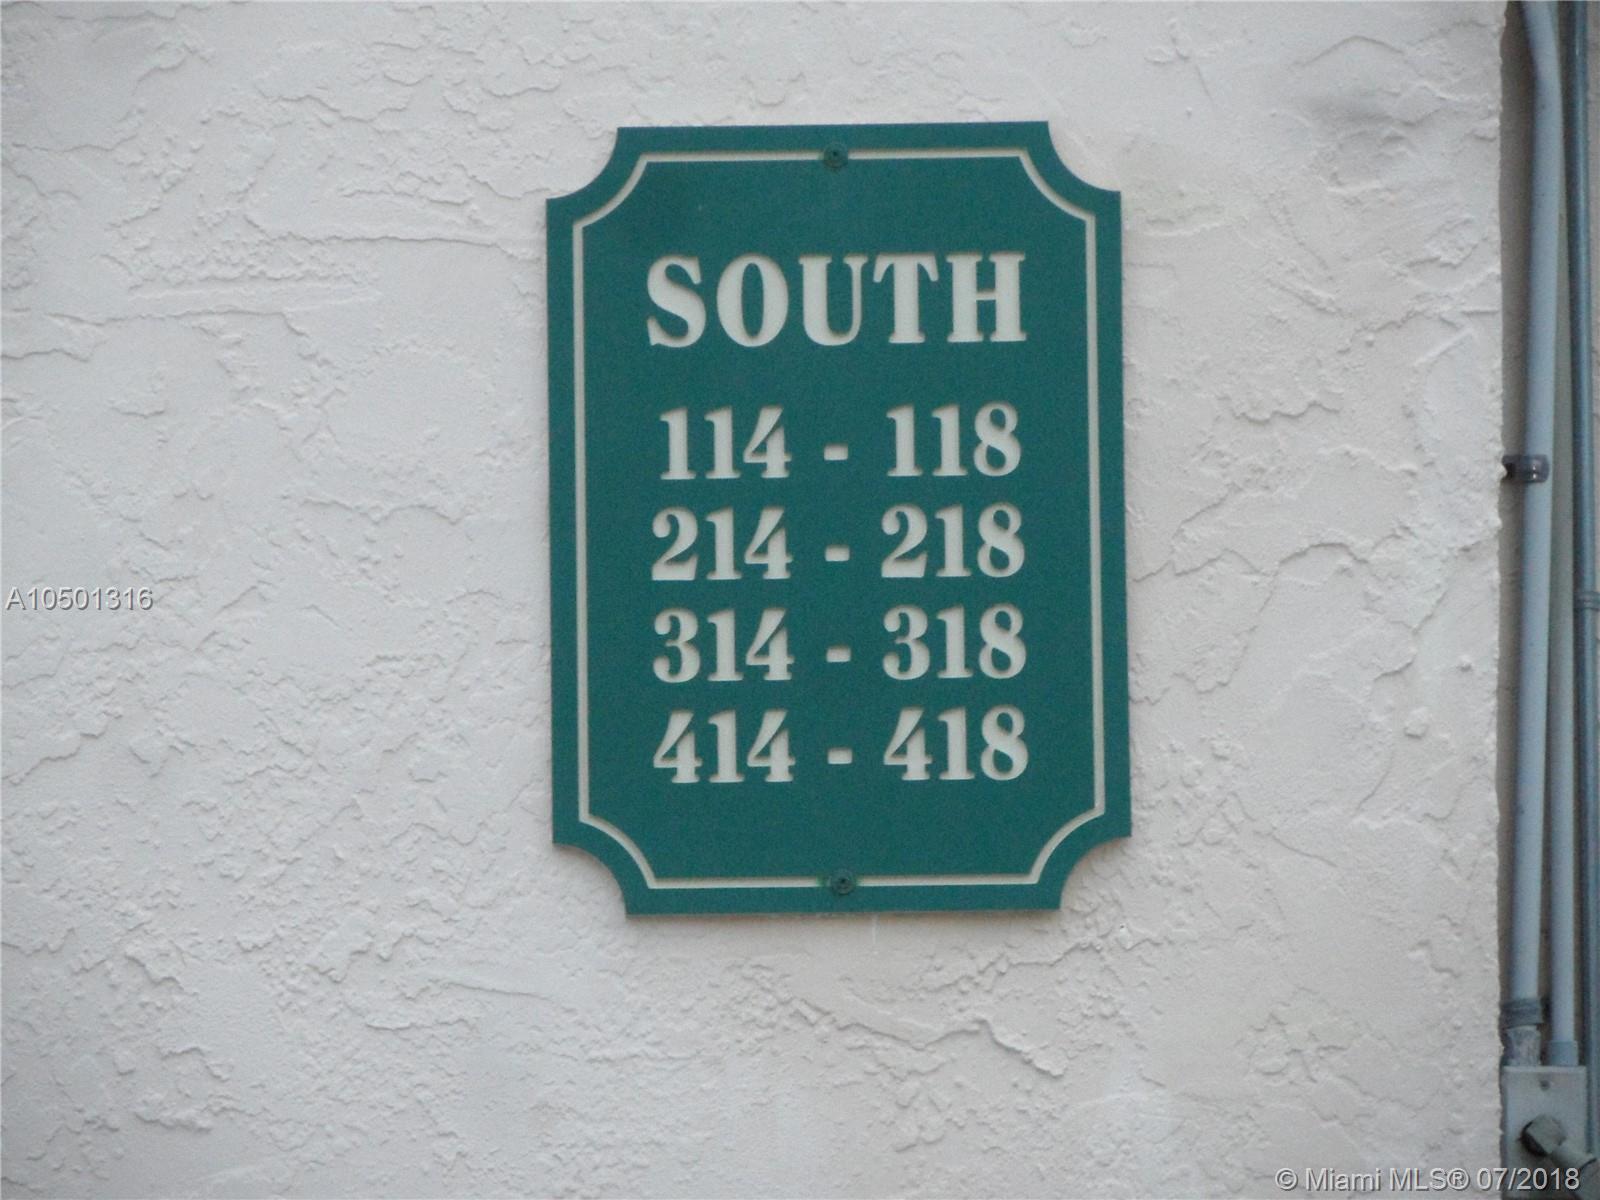 SOUTH
114 - 118
214 - 218
314 - 318
414 - 418
A10501316
© Miami MLS® 07/2018